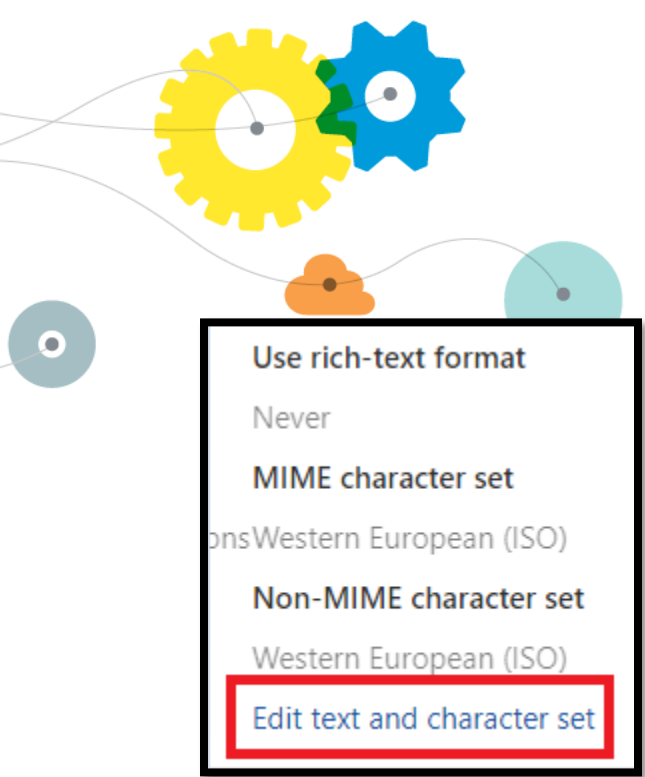 Use rich-text format
Never
MIME character set
ons Western European (ISO)
Non-MIME character set
Western European (ISO)
Edit text and character set